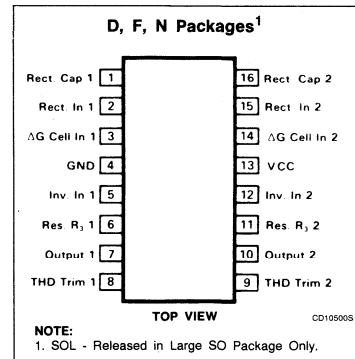 D, F, N Packages1
Rect. Cap 1 1 16 Rect. Cap 2
Rect. In 1 2 15 Rect. In 2
ΔG Cell In 1 3 14 ΔG Cell In 2
GND 4 13 VCC
Inv. In 1 5 12 Inv. In 2
Res. R3 1 6 11 Res. R3 2
Output 1 7 10 Output 2
THD Trim 1 8 9 THD Trim 2
TOP VIEW
CD10500S
NOTE:
1. SOL - Released in Large SO Package Only.